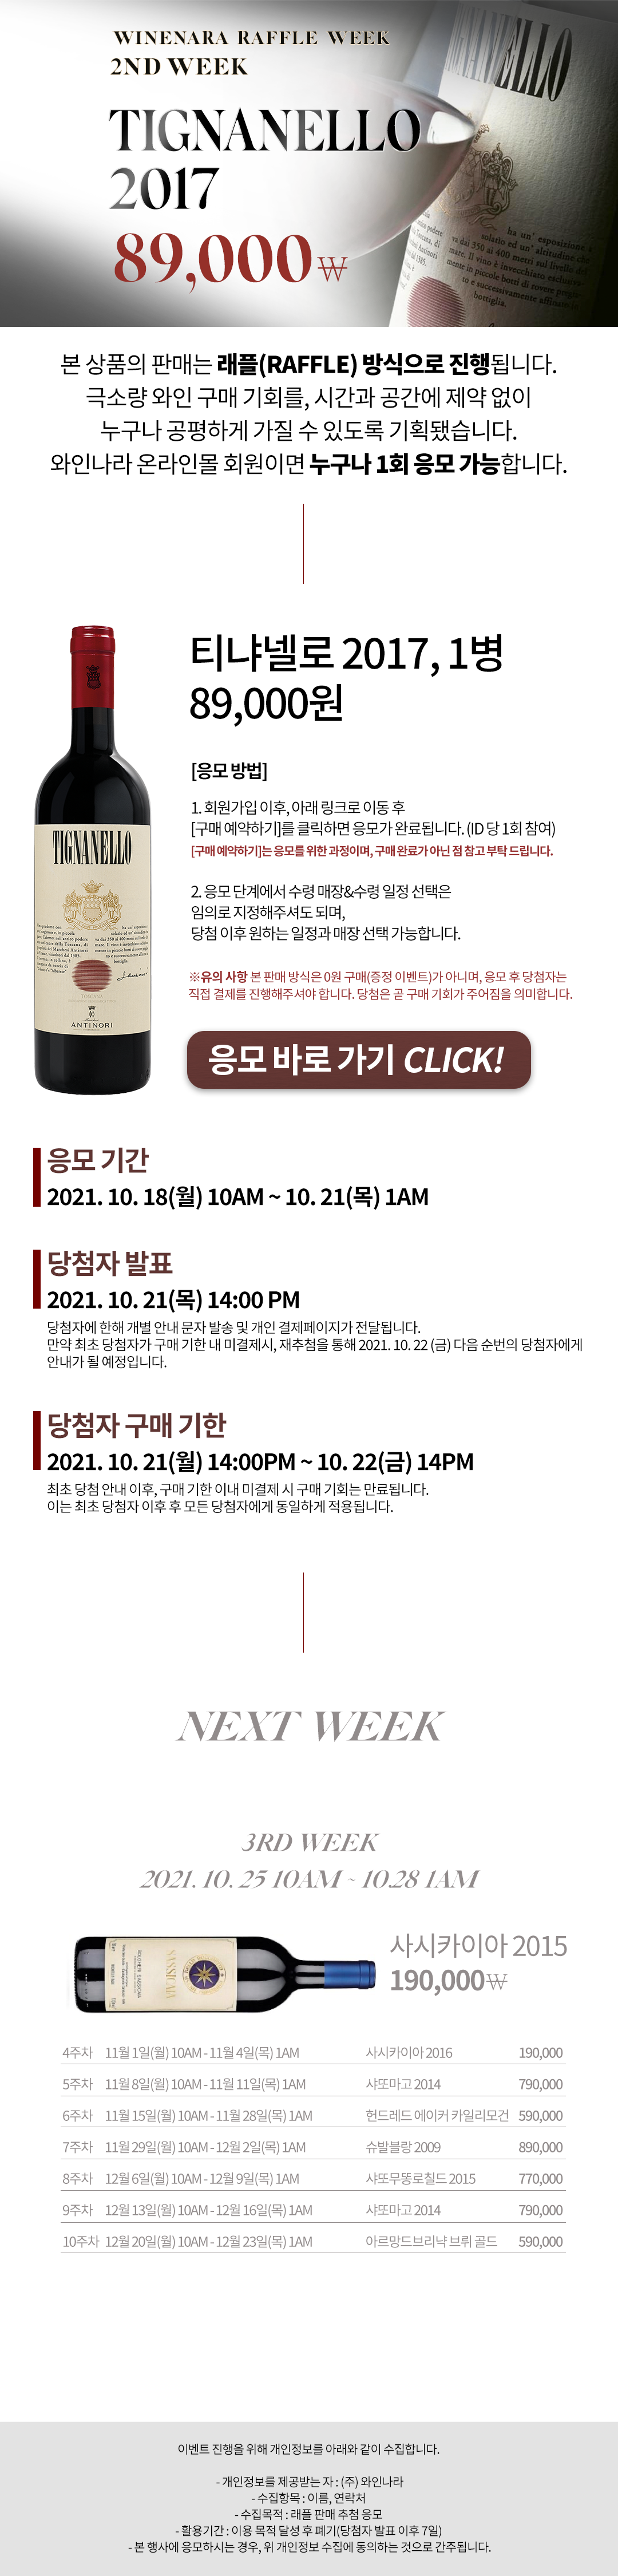 WINENARA RAFFLE WEEK
2ND WEEK
TIGNANELLO
2017
89,000₩
본 상품의 판매는 래플(RAFFLE) 방식으로 진행됩니다.
극소량 와인 구매 기회를, 시간과 공간에 제약 없이
누구나 공평하게 가질 수 있도록 기획됐습니다.
와인나라 온라인몰 회원이면 누구나 1회 응모 가능합니다.
티냐넬로 2017, 1병
89,000원
TIGNANELLO
ANTINORI
[응모 방법]
1. 회원가입 이후, 아래 링크로 이동 후
[구매 예약하기]를 클릭하면 응모가 완료됩니다. (ID 당 1회 참여)
[구매 예약하기]는 응모를 위한 과정이며, 구매 완료가 아닌 점 참고 부탁 드립니다.
2. 응모 단계에서 수령 매장&수령 일정 선택은
임의로 지정해주셔도 되며,
당첨 이후 원하는 일정과 매장 선택 가능합니다.
※유의 사항 본 판매 방식은 0원 구매(증정 이벤트)가 아니며, 응모 후 당첨자는
직접 결제를 진행해주셔야 합니다. 당첨은 곧 구매 기회가 주어짐을 의미합니다.
응모 바로 가기 CLICK!
응모 기간
2021. 10. 18(월) 10AM ~ 10. 21(목) 1AM
당첨자 발표
2021. 10. 21(목) 14:00 PM
당첨자에 한해 개별 안내 문자 발송 및 개인 결제페이지가 전달됩니다.
만약 최초 당첨자가 구매 기한 내 미결제시, 재추첨을 통해 2021. 10. 22 (금) 다음 순번의 당첨자에게
안내가 될 예정입니다.
당첨자 구매 기한
2021. 10. 21(월) 14:00PM ~ 10. 22(금) 14PM
최초 당첨 안내 이후, 구매 기한 이내 미결제 시 구매 기회는 만료됩니다.
이는 최초 당첨자 이후 후 모든 당첨자에게 동일하게 적용됩니다.
NEXT WEEK
3RD WEEK
2021. 10. 25 10AM ~ 10.28 1AM
사시카이아 2015
190,000₩
4주차 11월 1일(월) 10AM - 11월 4일(목) 1AM 사시카이아 2016 190,000
5주차 11월 8일(월) 10AM - 11월 11일(목) 1AM 샤또마고 2014 790,000
6주차 11월 15일(월) 10AM - 11월 28일(목) 1AM 헌드레드 에이커 카일리모건 590,000
7주차 11월 29일(월) 10AM - 12월 2일(목) 1AM 슈발블랑 2009 890,000
8주차 12월 6일(월) 10AM - 12월 9일(목) 1AM 샤또무똥로칠드 2015 770,000
9주차 12월 13일(월) 10AM - 12월 16일(목) 1AM 샤또마고 2014 790,000
10주차 12월 20일(월) 10AM - 12월 23일(목) 1AM 아르망드브리냑 브뤼 골드 590,000
이벤트 진행을 위해 개인정보를 아래와 같이 수집합니다.
- 개인정보를 제공받는 자 : (주) 와인나라
- 수집항목 : 이름, 연락처
- 수집목적 : 래플 판매 추첨 응모
- 활용기간 : 이용 목적 달성 후 폐기(당첨자 발표 이후 7일)
- 본 행사에 응모하시는 경우, 위 개인정보 수집에 동의하는 것으로 간주됩니다.